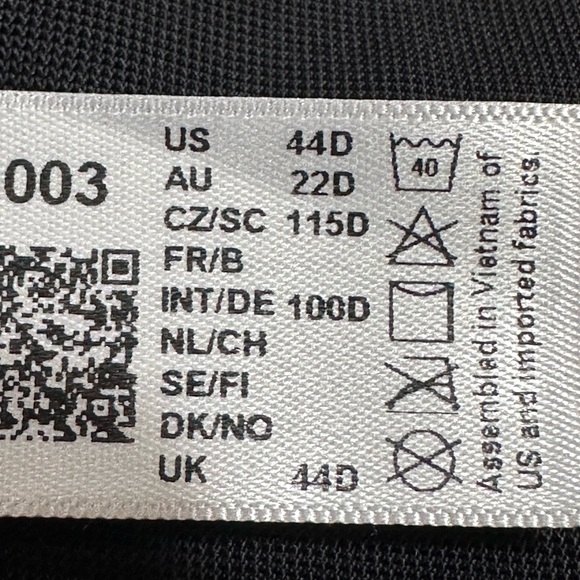 003
US 44D
AU 22D
CZ/SC 115D
FR/B
INT/DE 100D
NL/CH
SE/FI
DK/NO
UK 44D
40
Assembled in Vietnam of
US and imported fabrics.